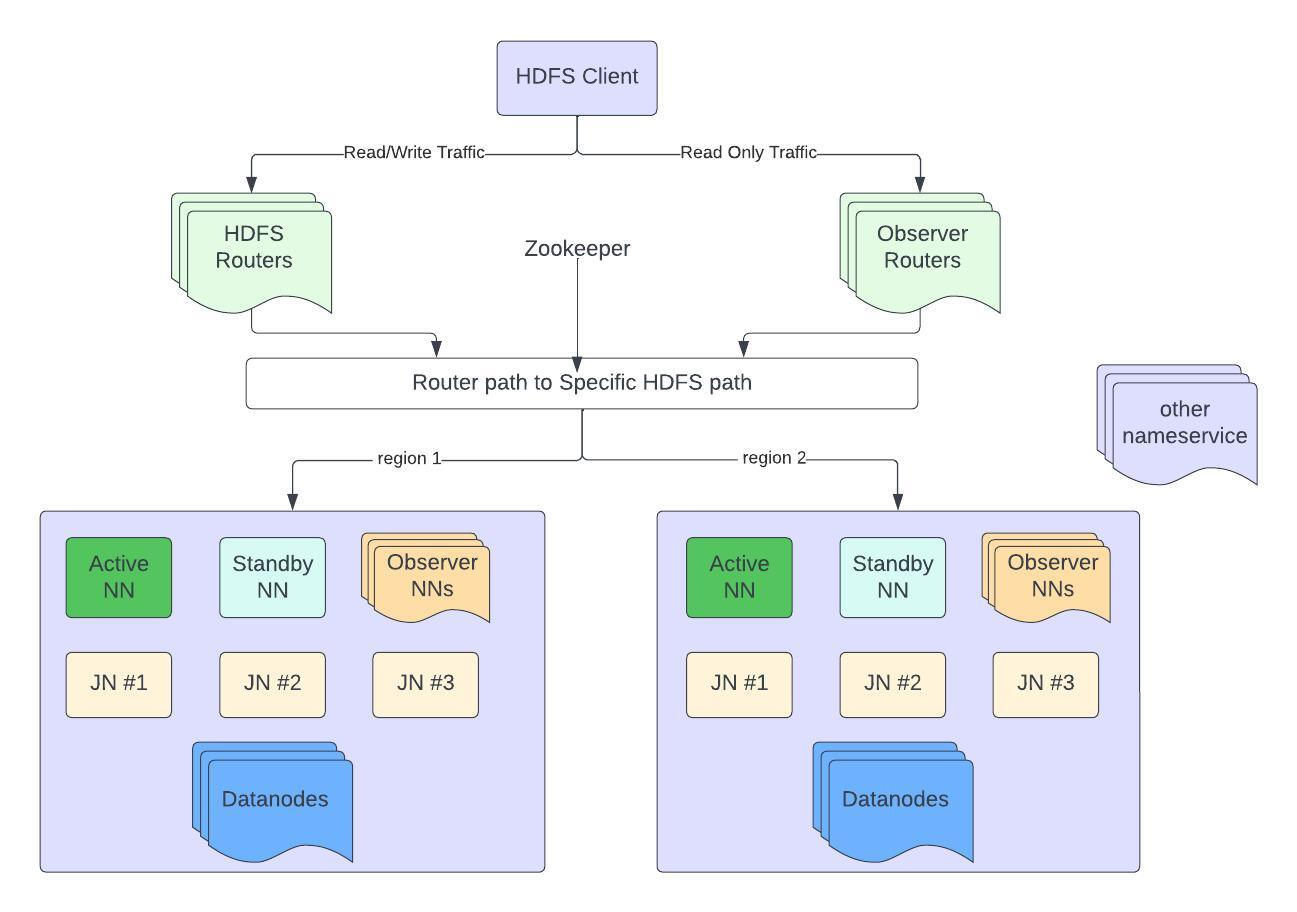 HDFS Client
Read/Write Traffic
Read Only Traffic
HDFS
Routers
Zookeeper
Observer
Routers
Router path to Specific HDFS path
other
nameservice
region 1
region 2
Active
NN
Standby
NN
Observer
NNs
JN #1
JN #2
JN #3
Datanodes
Active
NN
Standby
NN
Observer
NNs
JN #1
JN #2
JN #3
Datanodes